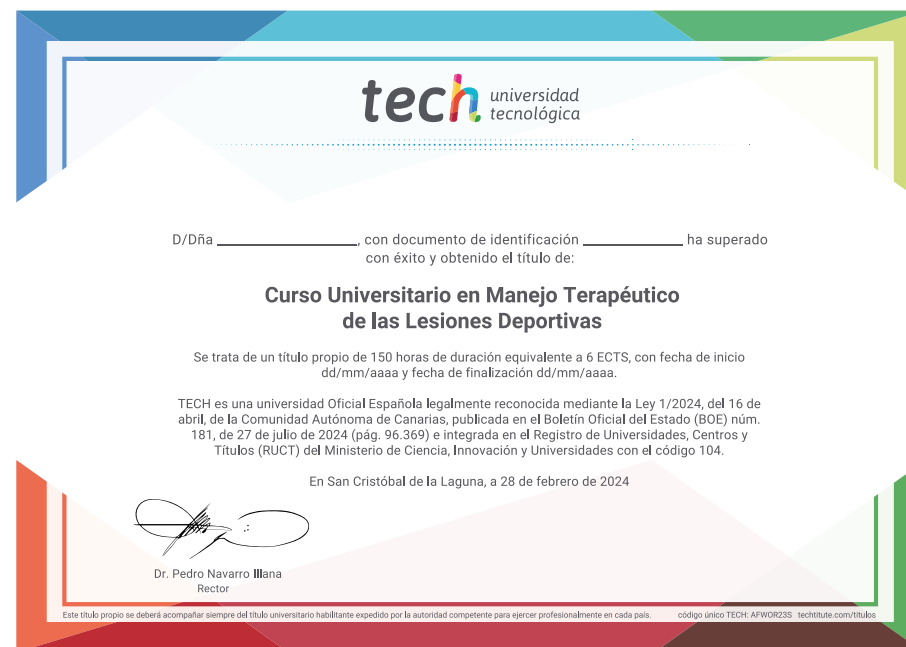 tech universidad
tecnológica
D/Dña ____________________, con documento de identificación ______________ ha superado
con éxito y obtenido el título de:
Curso Universitario en Manejo Terapéutico
de las Lesiones Deportivas
Se trata de un título propio de 150 horas de duración equivalente a 6 ECTS, con fecha de inicio
dd/mm/aaaa y fecha de finalización dd/mm/aaaa.
TECH es una universidad Oficial Española legalmente reconocida mediante la Ley 1/2024, del 16 de
abril, de la Comunidad Autónoma de Canarias, publicada en el Boletín Oficial del Estado (BOE) núm.
181, de 27 de julio de 2024 (pág. 96.369) e integrada en el Registro de Universidades, Centros y
Títulos (RUCT) del Ministerio de Ciencia, Innovación y Universidades con el código 104.
En San Cristóbal de la Laguna, a 28 de febrero de 2024
Dr. Pedro Navarro Illana
Rector
Este título propio se deberá acompañar siempre del título universitario habilitante expedido por la autoridad competente para ejercer profesionalmente en cada país. código único TECH: AFWOR23S techtitute.com/titulos